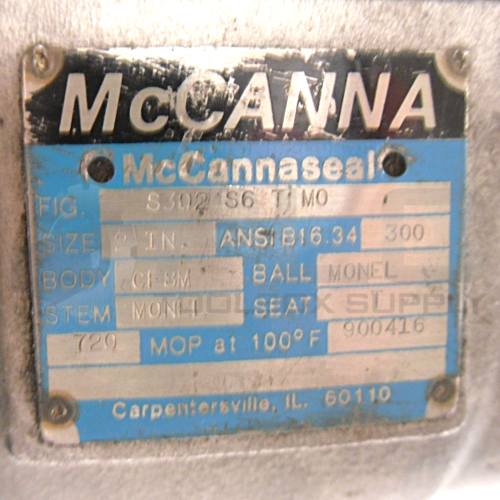 McCANNA
McCannaseal
FIG. S302 S6 T MO
SIZE 2 IN. ANSI B16.34 300
BODY CF8M BALL MONEL
STEM MONEL SEAT
720 MOP at 100°F 900416
Carpentersville, IL. 60110